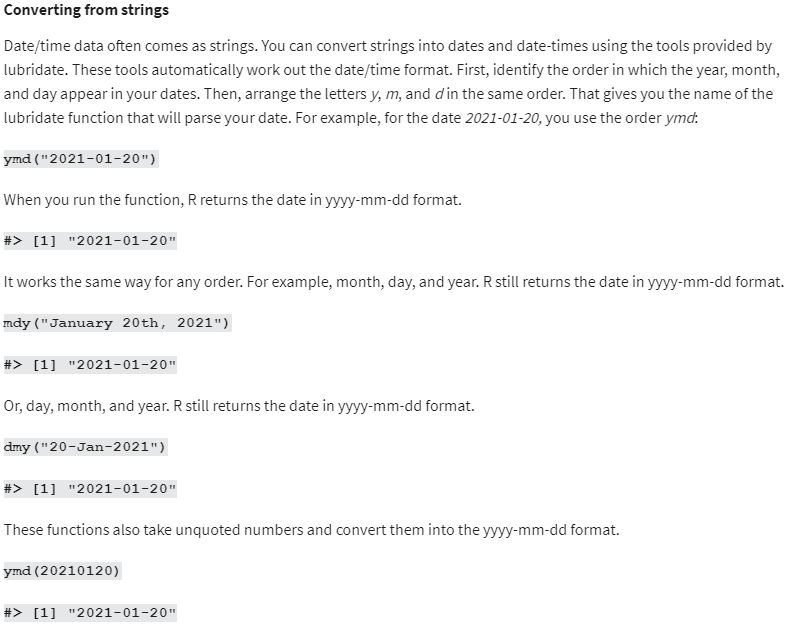 Converting from strings
Date/time data often comes as strings. You can convert strings into dates and date-times using the tools provided by
lubridate. These tools automatically work out the date/time format. First, identify the order in which the year, month,
and day appear in your dates. Then, arrange the letters y, m, and d in the same order. That gives you the name of the
lubridate function that will parse your date. For example, for the date 2021-01-20, you use the order ymd:
ymd("2021-01-20")
When you run the function, R returns the date in yyyy-mm-dd format.
#> [1] "2021-01-20"
It works the same way for any order. For example, month, day, and year. R still returns the date in yyyy-mm-dd format.
mdy("January 20th, 2021")
#> [1] "2021-01-20"
Or, day, month, and year. R still returns the date in yyyy-mm-dd format.
dmy("20-Jan-2021")
#> [1] "2021-01-20"
These functions also take unquoted numbers and convert them into the yyyy-mm-dd format.
ymd(20210120)
#> [1] "2021-01-20"